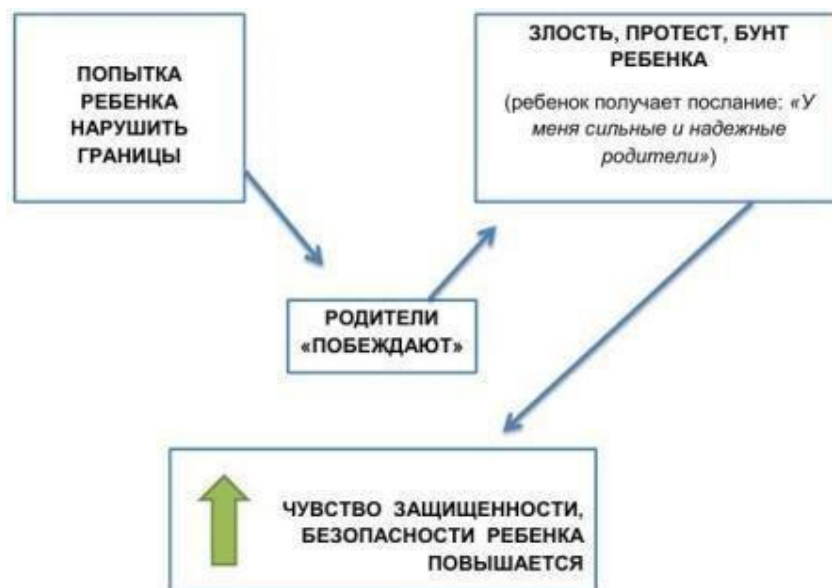 ПОПЫТКА
РЕБЕНКА
НАРУШИТЬ
ГРАНИЦЫ
РОДИТЕЛИ
«ПОБЕЖДАЮТ»
ЗЛОСТЬ, ПРОТЕСТ, БУНТ
РЕБЕНКА
(ребенок получает послание: «У
меня сильные и надежные
родители»)
ЧУВСТВО ЗАЩИЩЕННОСТИ,
БЕЗОПАСНОСТИ РЕБЕНКА
ПОВЫШАЕТСЯ